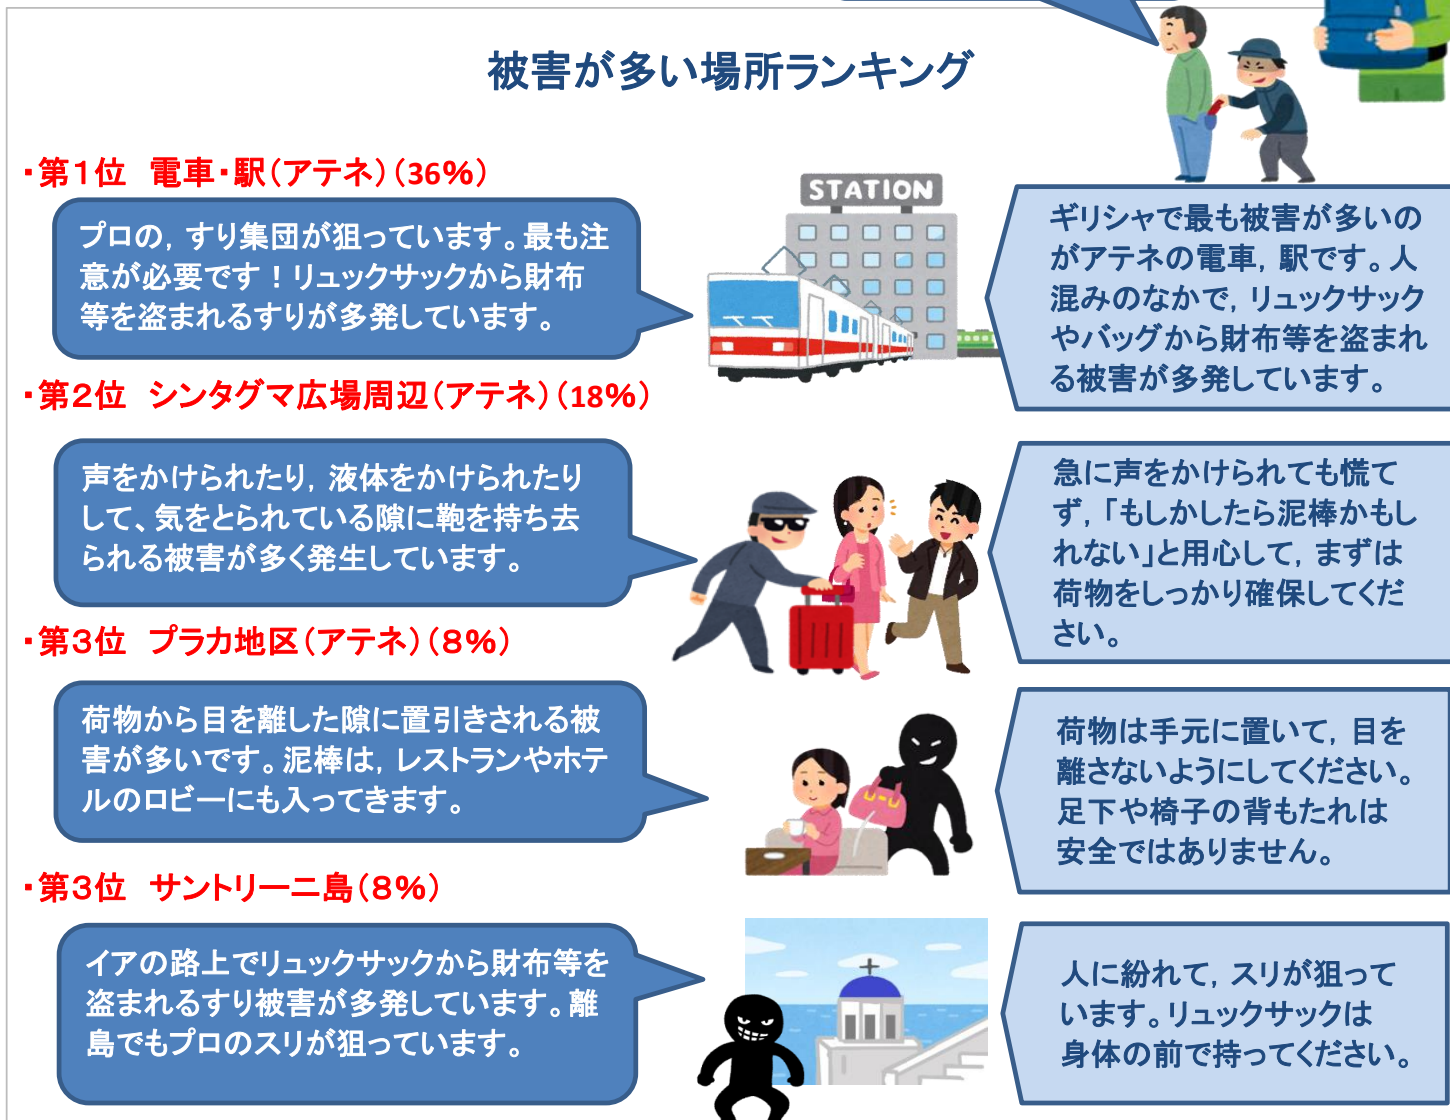 被害が多い場所ランキング
・第1位 電車・駅(アテネ)(36%)
プロの,すり集団が狙っています。最も注
意が必要です！リュックサックから財布
等を盗まれるすりが多発しています。
STATION
ギリシャで最も被害が多いの
がアテネの電車,駅です。人
混みのなかで,リュックサック
やバッグから財布等を盗まれ
る被害が多発しています。
・第2位 シンタグマ広場周辺(アテネ)(18%)
声をかけられたり,液体をかけられたり
して、気をとられている隙に鞄を持ち去
られる被害が多く発生しています。
急に声をかけられても慌て
ず,「もしかしたら泥棒かもし
れない」と用心して,まずは
荷物をしっかり確保してくだ
さい。
・第3位 プラカ地区(アテネ)(8%)
荷物から目を離した隙に置引きされる被
害が多いです。泥棒は,レストランやホテ
ルのロビーにも入ってきます。
荷物は手元に置いて,目を
離さないようにしてください。
足下や椅子の背もたれは
安全ではありません。
・第3位 サントリーニ島(8%)
イアの路上でリュックサックから財布等を
盗まれるすり被害が多発しています。離
島でもプロのスリが狙っています。
人に紛れて,スリが狙って
います。リュックサックは
身体の前で持ってください。